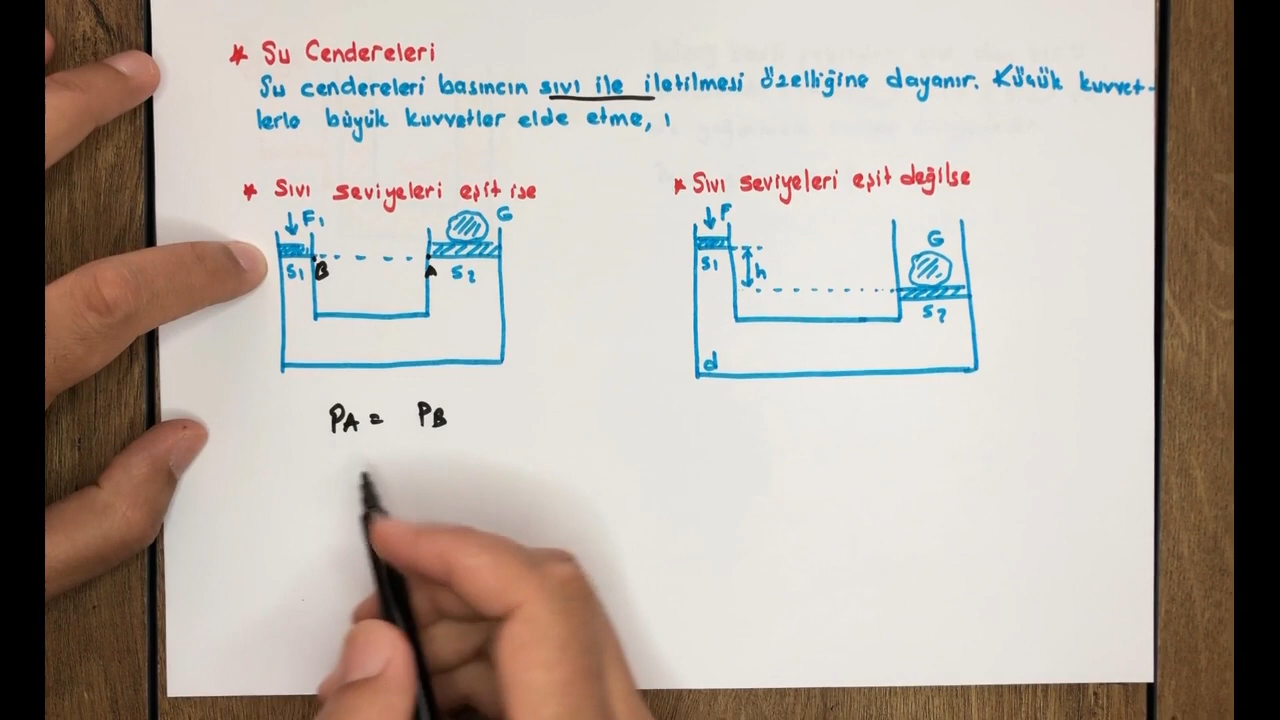 * Su Cendereleri
Su cendereleri basıncın sıvı ile iletilmesi özelliğine dayanır. Küçük kuvvet-
lerle büyük kuvvetler elde etme, ı
* Sıvı seviyeleri eşit ise
F1 G
S1 B A S2
PA = PB
* Sıvı seviyeleri eşit değilse
F
G
S1 h
S2
d